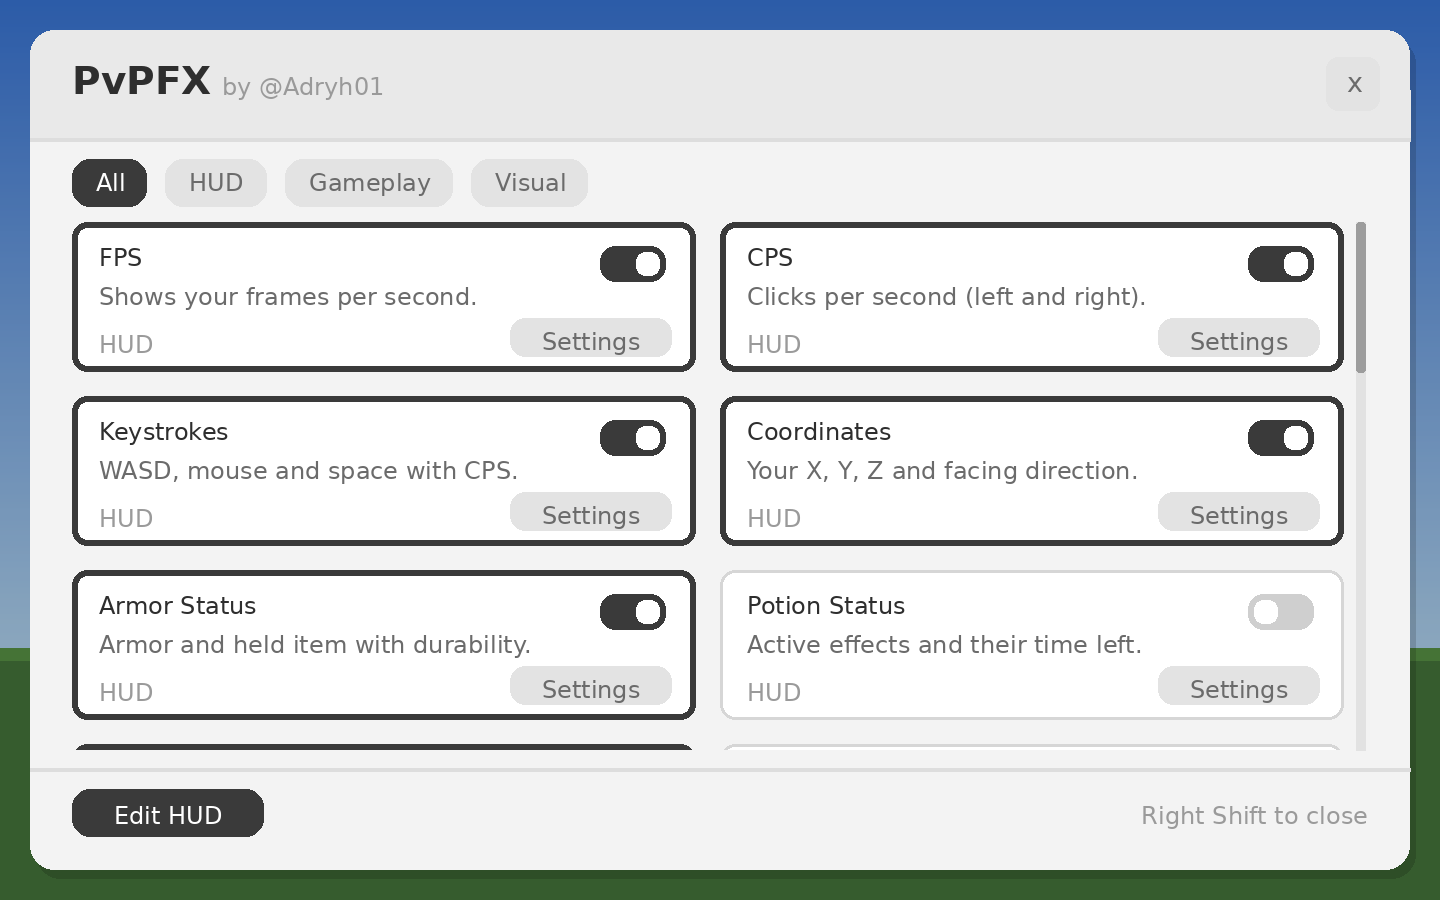 PvPFX by @Adryh01
x
All HUD Gameplay Visual
FPS
Shows your frames per second.
HUD
Settings
CPS
Clicks per second (left and right).
HUD
Settings
Keystrokes
WASD, mouse and space with CPS.
HUD
Settings
Coordinates
Your X, Y, Z and facing direction.
HUD
Settings
Armor Status
Armor and held item with durability.
HUD
Settings
Potion Status
Active effects and their time left.
HUD
Settings
Edit HUD
Right Shift to close